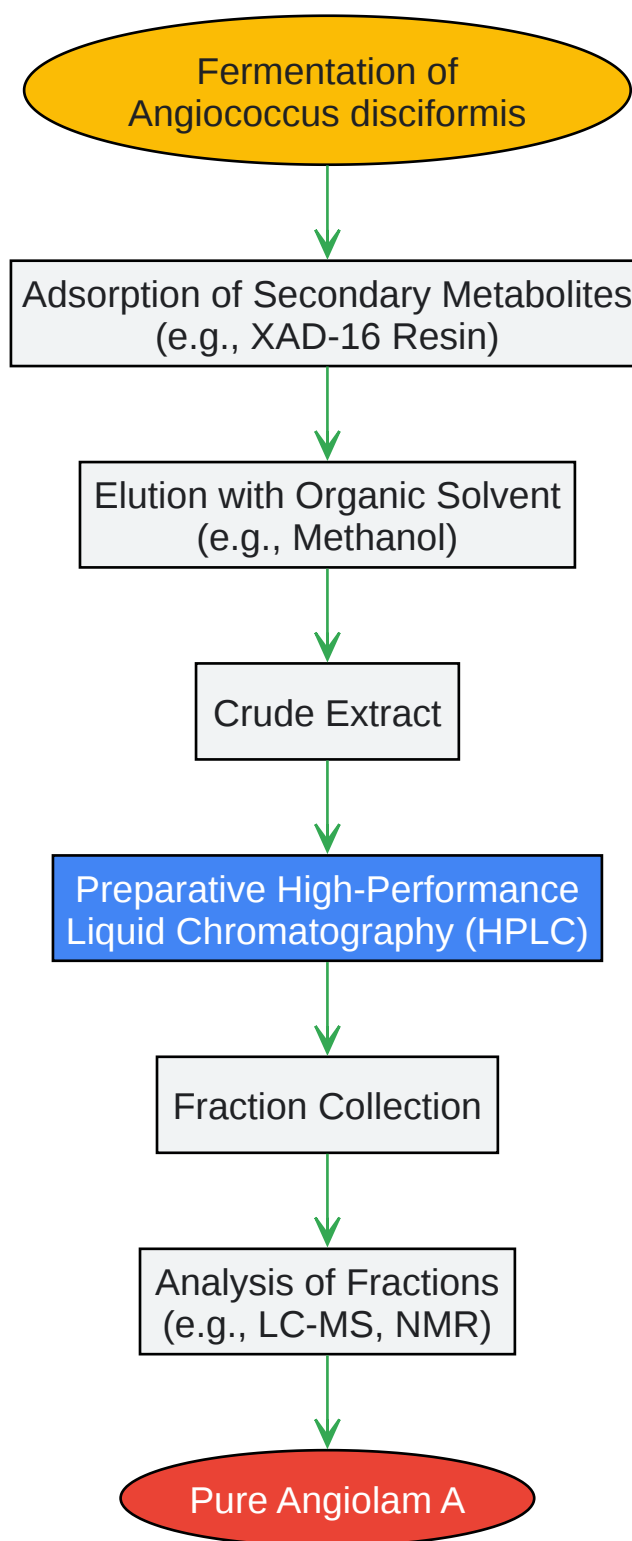 Fermentation of
Angiococcus disciformis
Adsorption of Secondary Metabolites
(e.g., XAD-16 Resin)
Elution with Organic Solvent
(e.g., Methanol)
Crude Extract
Preparative High-Performance
Liquid Chromatography (HPLC)
Fraction Collection
Analysis of Fractions
(e.g., LC-MS, NMR)
Pure Angiolam A